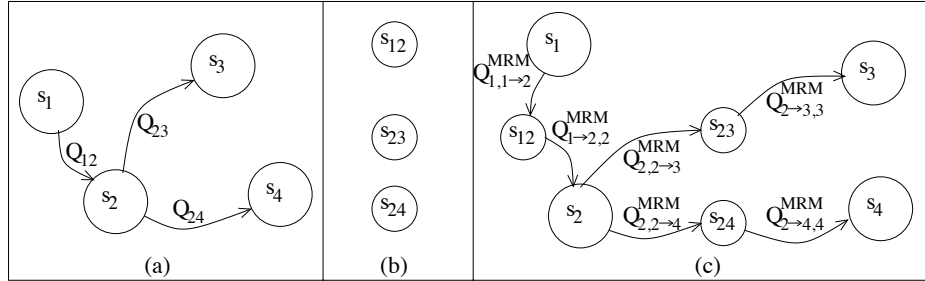 s1
s3
Q12
Q23
s2
s4
Q24
(a)
s12
s23
s24
(b)
s1
Q^MRM_1,1→2
s12
Q^MRM_1→2,2
s2
Q^MRM_2,2→3
s23
Q^MRM_2→3,3
s3
Q^MRM_2,2→4
s24
Q^MRM_2→4,4
s4
(c)